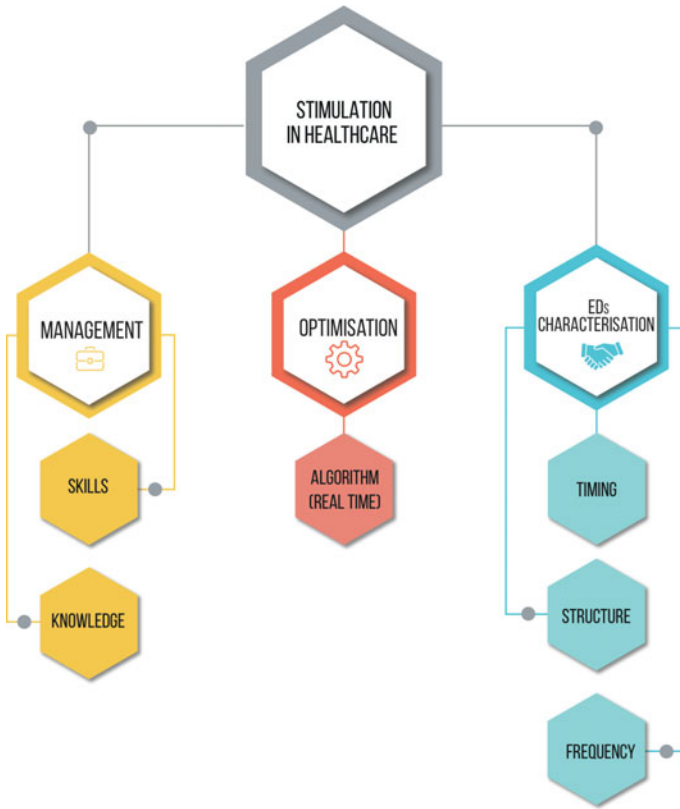 STIMULATION
IN HEALTHCARE
MANAGEMENT
OPTIMISATION
EDs
CHARACTERISATION
SKILLS
ALGORITHM
(REAL TIME)
TIMING
KNOWLEDGE
STRUCTURE
FREQUENCY